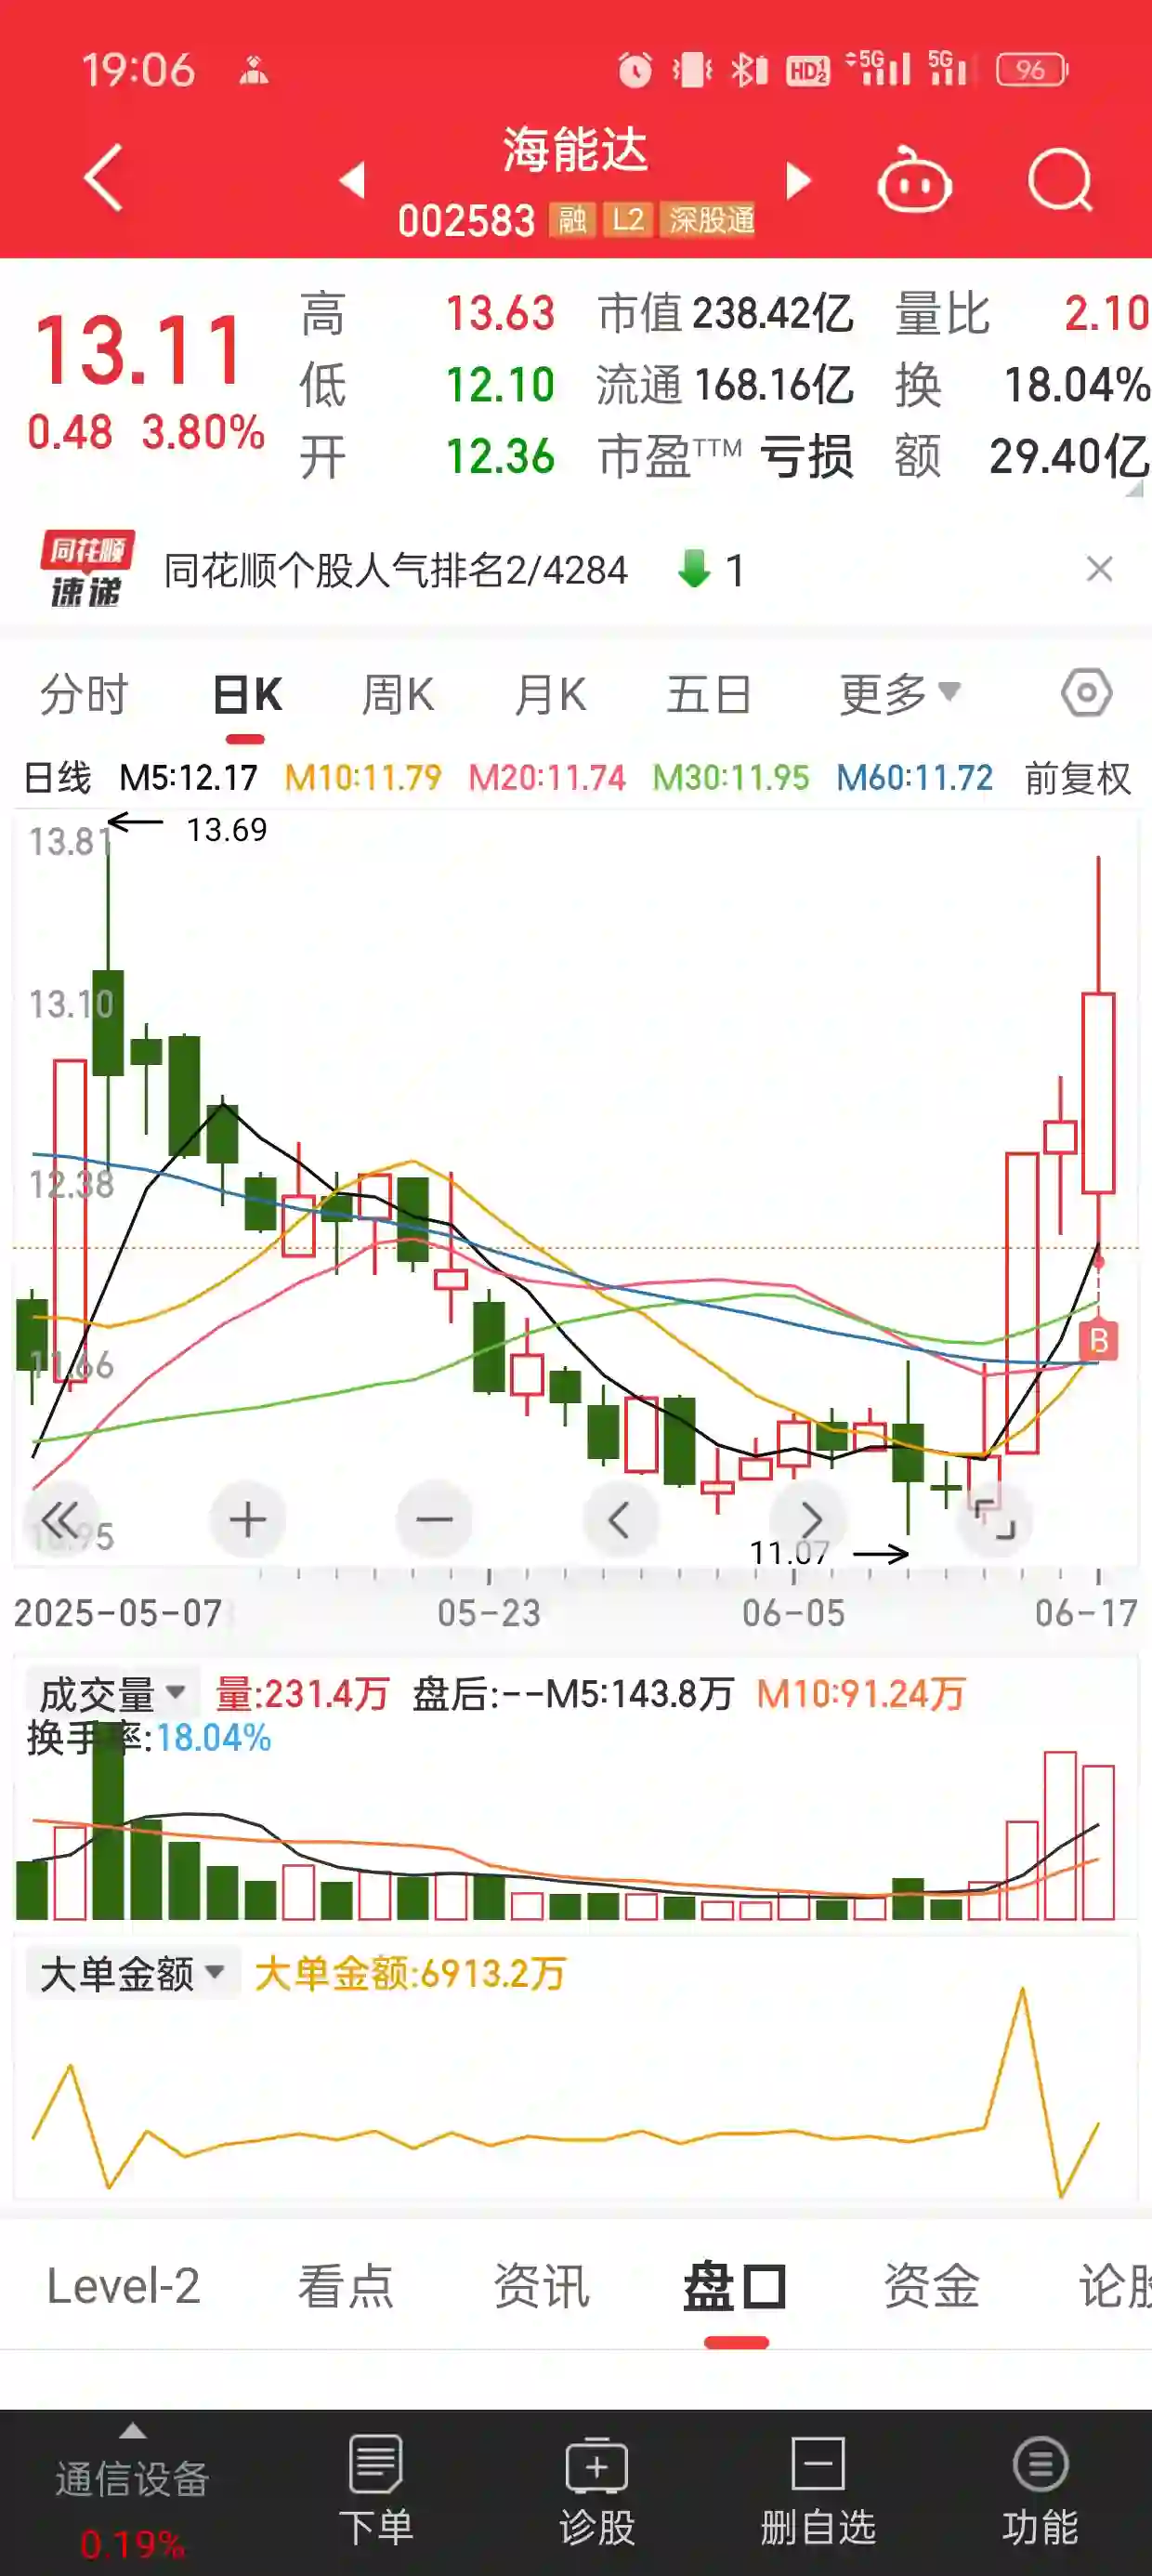 19:06 HD 1 2 5G 5G 96
海能达
002583 融 L2 深股通
13.11
0.48 3.80%
高 13.63 市值 238.42亿 量比 2.10
低 12.10 流通 168.16亿 换 18.04%
开 12.36 市盈TTM 亏损 额 29.40亿
同花顺
速递
同花顺个股人气排名2/4284 1
分时 日K 周K 月K 五日 更多
日线 M5:12.17 M10:11.79 M20:11.74 M30:11.95 M60:11.72 前复权
13.81 13.69
13.10
12.38
B
11.66
11.07
2025-05-07 05-23 06-05 06-17
成交量 量:231.4万 盘后:--M5:143.8万 M10:91.24万
换手率:18.04%
大单金额 大单金额:6913.2万
Level-2 看点 资讯 盘口 资金
通信设备
0.19%
下单 诊股 删自选 功能